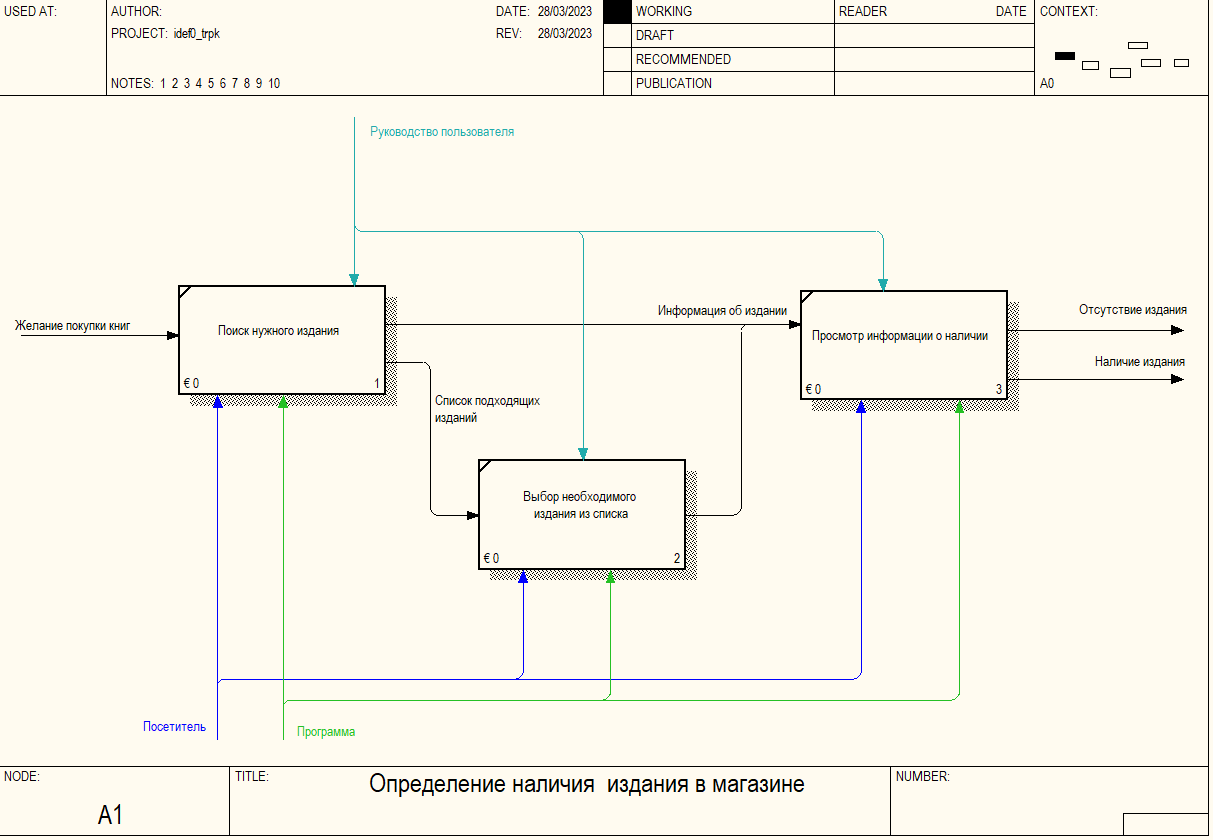 USED AT:
AUTHOR:
DATE: 28/03/2023
WORKING
READER
DATE
CONTEXT:
PROJECT: idef0_trpk
REV: 28/03/2023
DRAFT
RECOMMENDED
NOTES: 1 2 3 4 5 6 7 8 9 10
PUBLICATION
A0
Руководство пользователя
Желание покупки книг
Поиск нужного издания
€ 0
1
Информация об издании
Просмотр информации о наличии
€ 0
3
Отсутствие издания
Наличие издания
Список подходящих
изданий
Выбор необходимого
издания из списка
€ 0
2
Посетитель
Программа
NODE:
TITLE:
Определение наличия издания в магазине
NUMBER:
A1